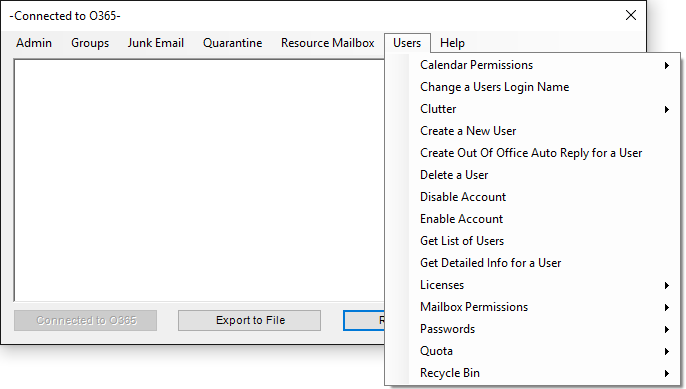 -Connected to O365-
Admin Groups Junk Email Quarantine Resource Mailbox Users Help
Calendar Permissions
Change a Users Login Name
Clutter
Create a New User
Create Out Of Office Auto Reply for a User
Delete a User
Disable Account
Enable Account
Get List of Users
Get Detailed Info for a User
Licenses
Mailbox Permissions
Passwords
Quota
Recycle Bin
Connected to O365 Export to File